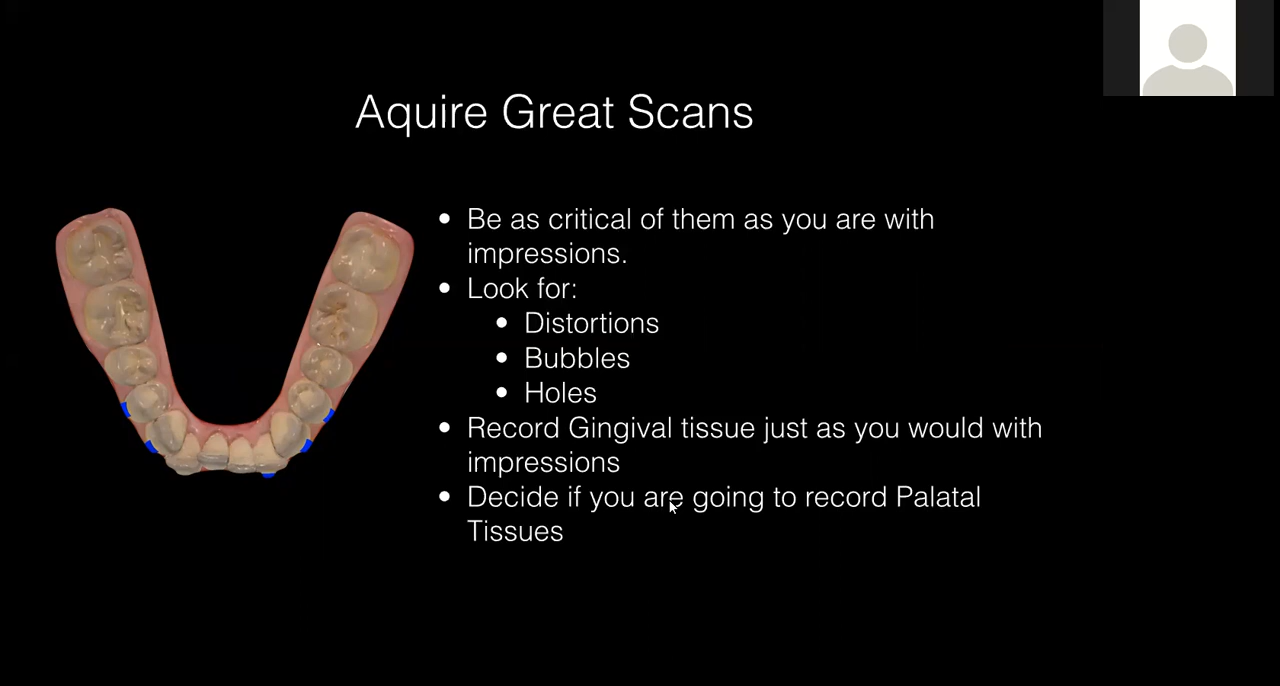 Aquire Great Scans
• Be as critical of them as you are with
impressions.
• Look for:
• Distortions
• Bubbles
• Holes
• Record Gingival tissue just as you would with
impressions
• Decide if you are going to record Palatal
Tissues